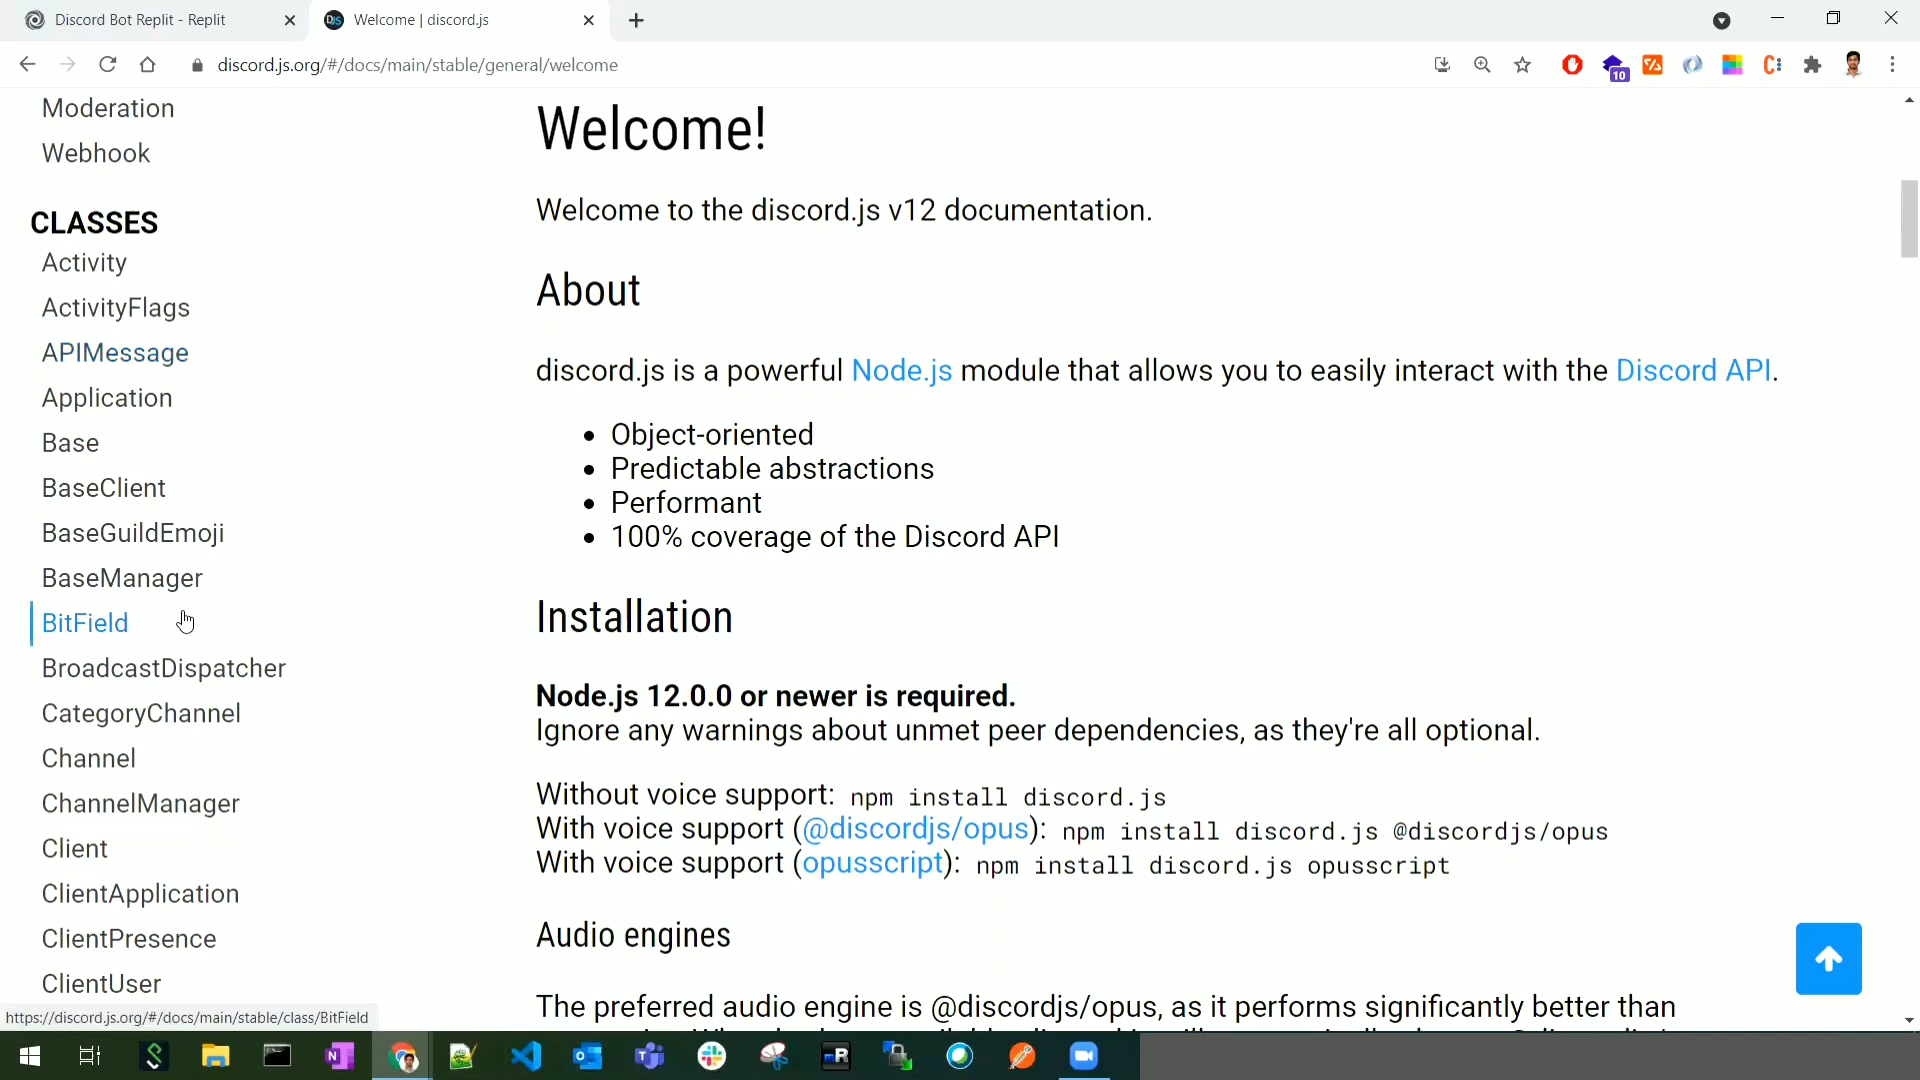 Discord Bot Replit - Replit
Welcome | discord.js
discord.js.org/#/docs/main/stable/general/welcome
10
Moderation
Webhook
CLASSES
Activity
ActivityFlags
APIMessage
Application
Base
BaseClient
BaseGuildEmoji
BaseManager
BitField
BroadcastDispatcher
CategoryChannel
Channel
ChannelManager
Client
ClientApplication
ClientPresence
ClientUser
https://discord.js.org/#/docs/main/stable/class/BitField
Welcome!
Welcome to the discord.js v12 documentation.
About
discord.js is a powerful Node.js module that allows you to easily interact with the Discord API.
• Object-oriented
• Predictable abstractions
• Performant
• 100% coverage of the Discord API
Installation
Node.js 12.0.0 or newer is required.
Ignore any warnings about unmet peer dependencies, as they're all optional.
Without voice support: npm install discord.js
With voice support (@discordjs/opus): npm install discord.js @discordjs/opus
With voice support (opusscript): npm install discord.js opusscript
Audio engines
The preferred audio engine is @discordjs/opus, as it performs significantly better than